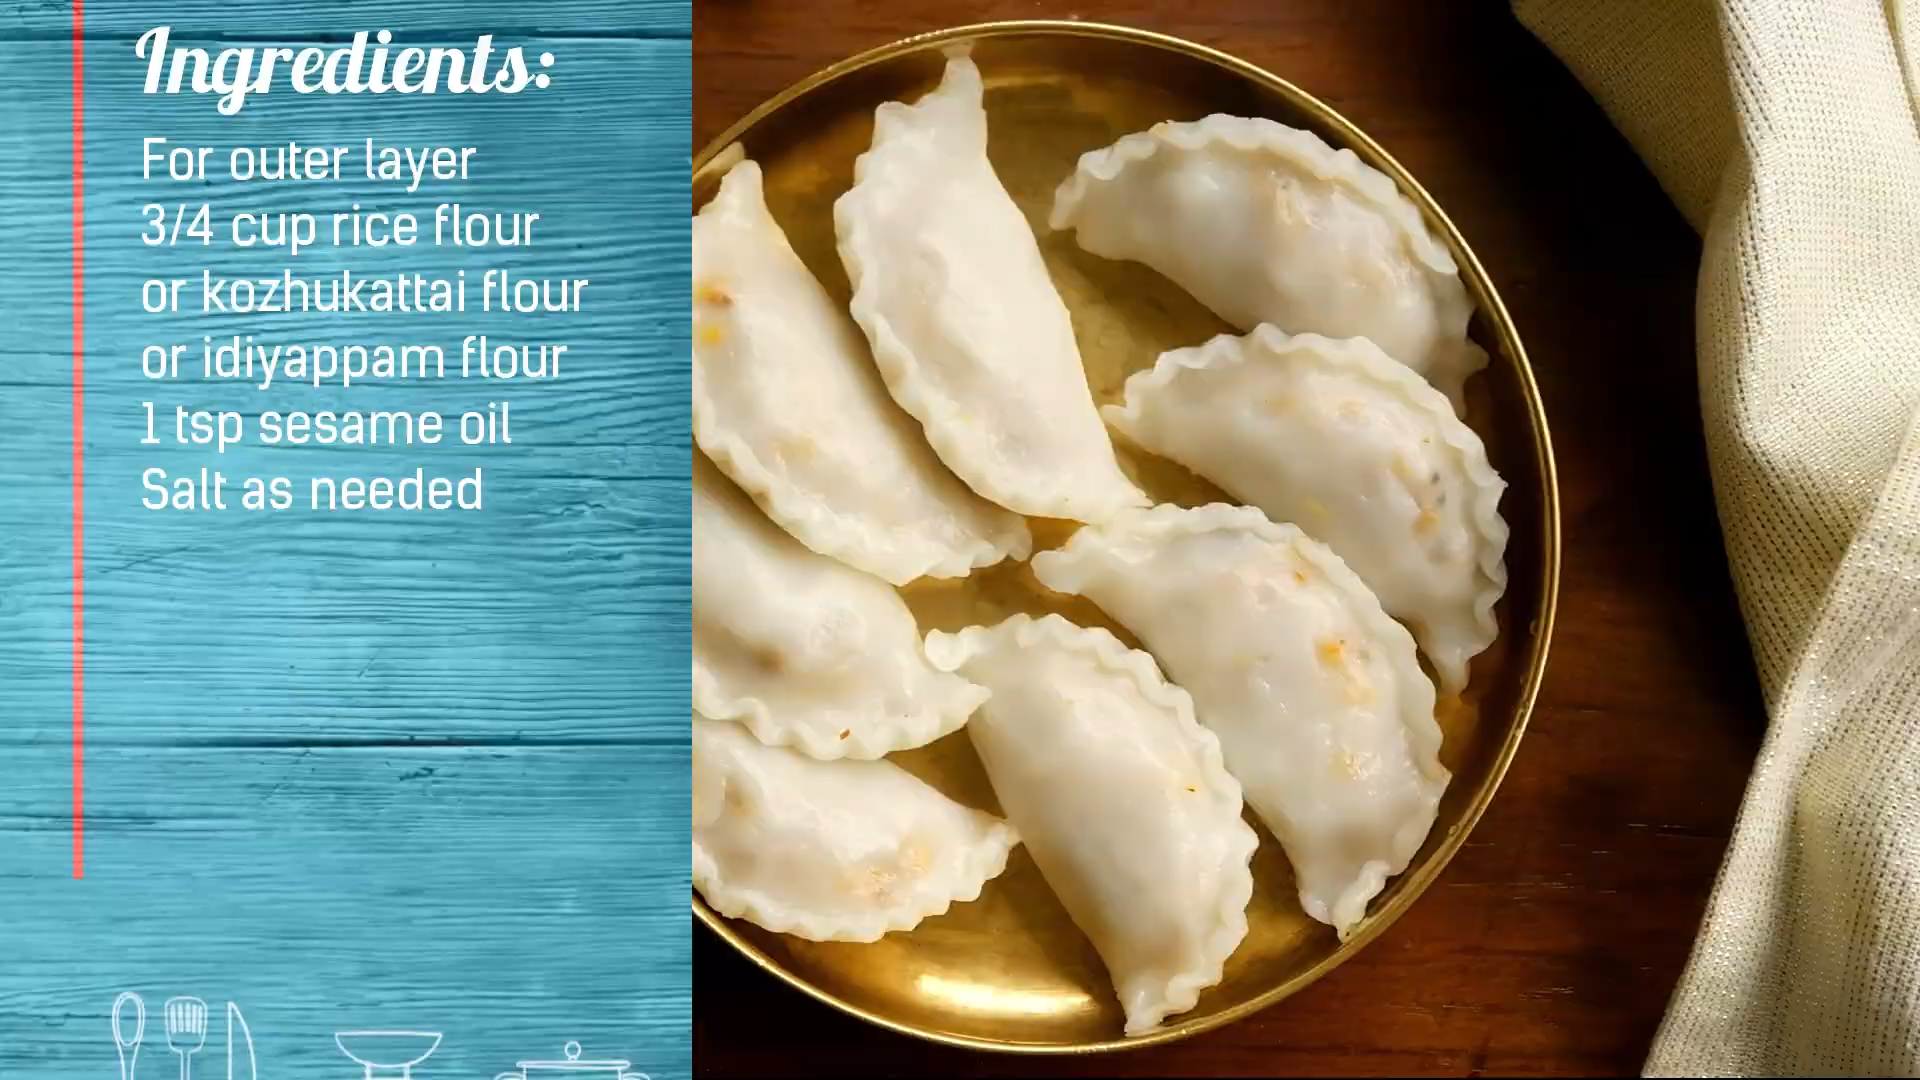 Ingredients:
For outer layer
3/4 cup rice flour
or kozhukattai flour
or idiyappam flour
1 tsp sesame oil
Salt as needed